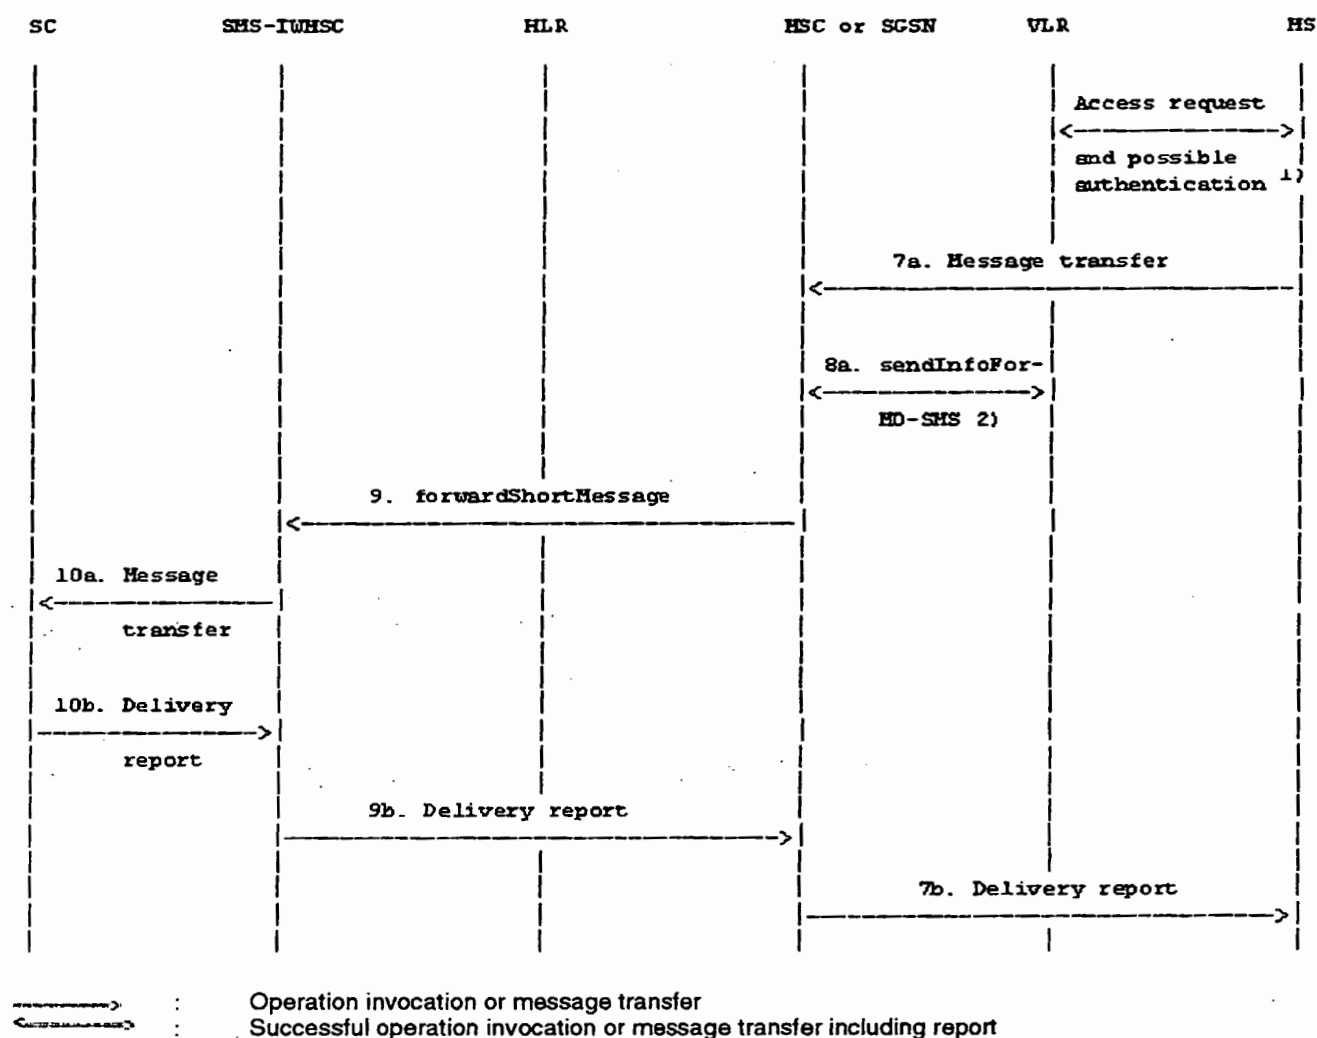 SC SMS-IWMSC HLR MSC or SGSN VLR MS
Access request
and possible
authentication 1)
7a. Message transfer
8a. sendInfoFor-
MO-SMS 2)
9. forwardShortMessage
10a. Message
transfer
10b. Delivery
report
9b. Delivery report
7b. Delivery report
: Operation invocation or message transfer
: Successful operation invocation or message transfer including report